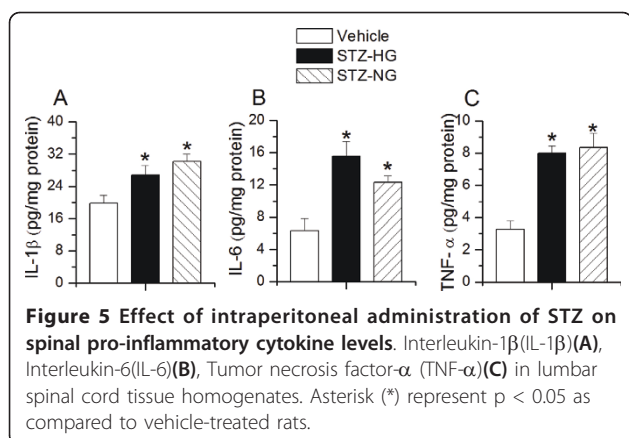 Vehicle
STZ-HG
STZ-NG
A
B
C
IL-1β (pg/mg protein)
40
32
24
16
8
0
* *
IL-6 (pg/mg protein)
20
16
12
8
4
0
* *
TNF- α (pg/mg protein)
10
8
6
4
2
0
* *
Figure 5 Effect of intraperitoneal administration of STZ on
spinal pro-inflammatory cytokine levels. Interleukin-1β(IL-1β)(A),
Interleukin-6(IL-6)(B), Tumor necrosis factor-α (TNF-α)(C) in lumbar
spinal cord tissue homogenates. Asterisk (*) represent p < 0.05 as
compared to vehicle-treated rats.